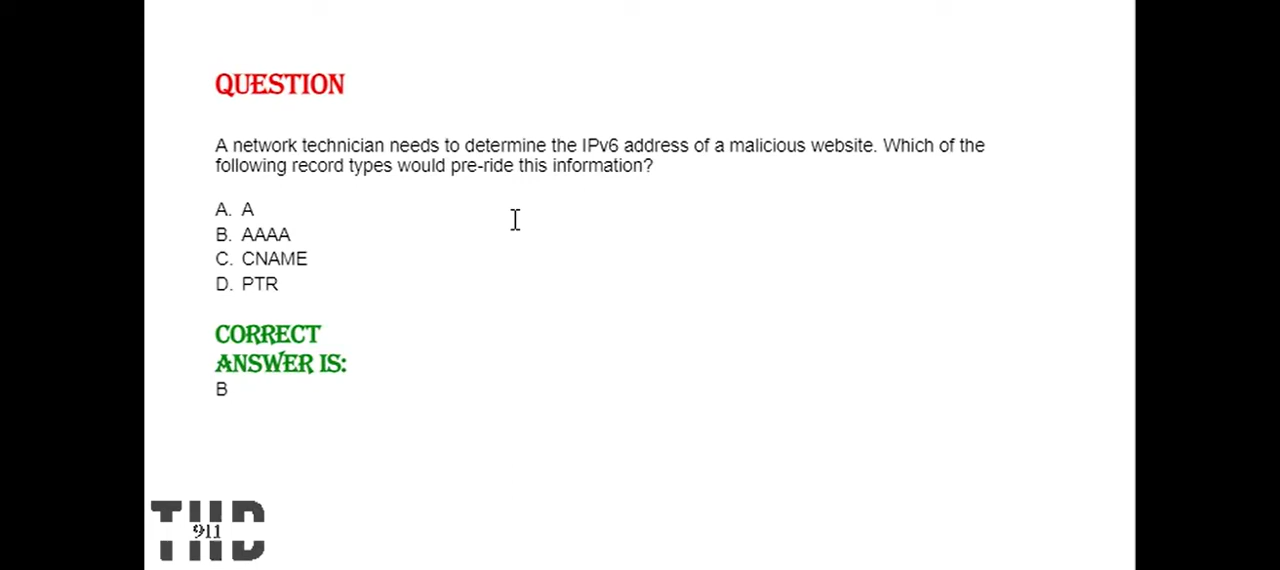 QUESTION
A network technician needs to determine the IPv6 address of a malicious website. Which of the
following record types would pre-ride this information?
A. A
B. AAAA
C. CNAME
D. PTR
CORRECT
ANSWER IS:
B
THD
911